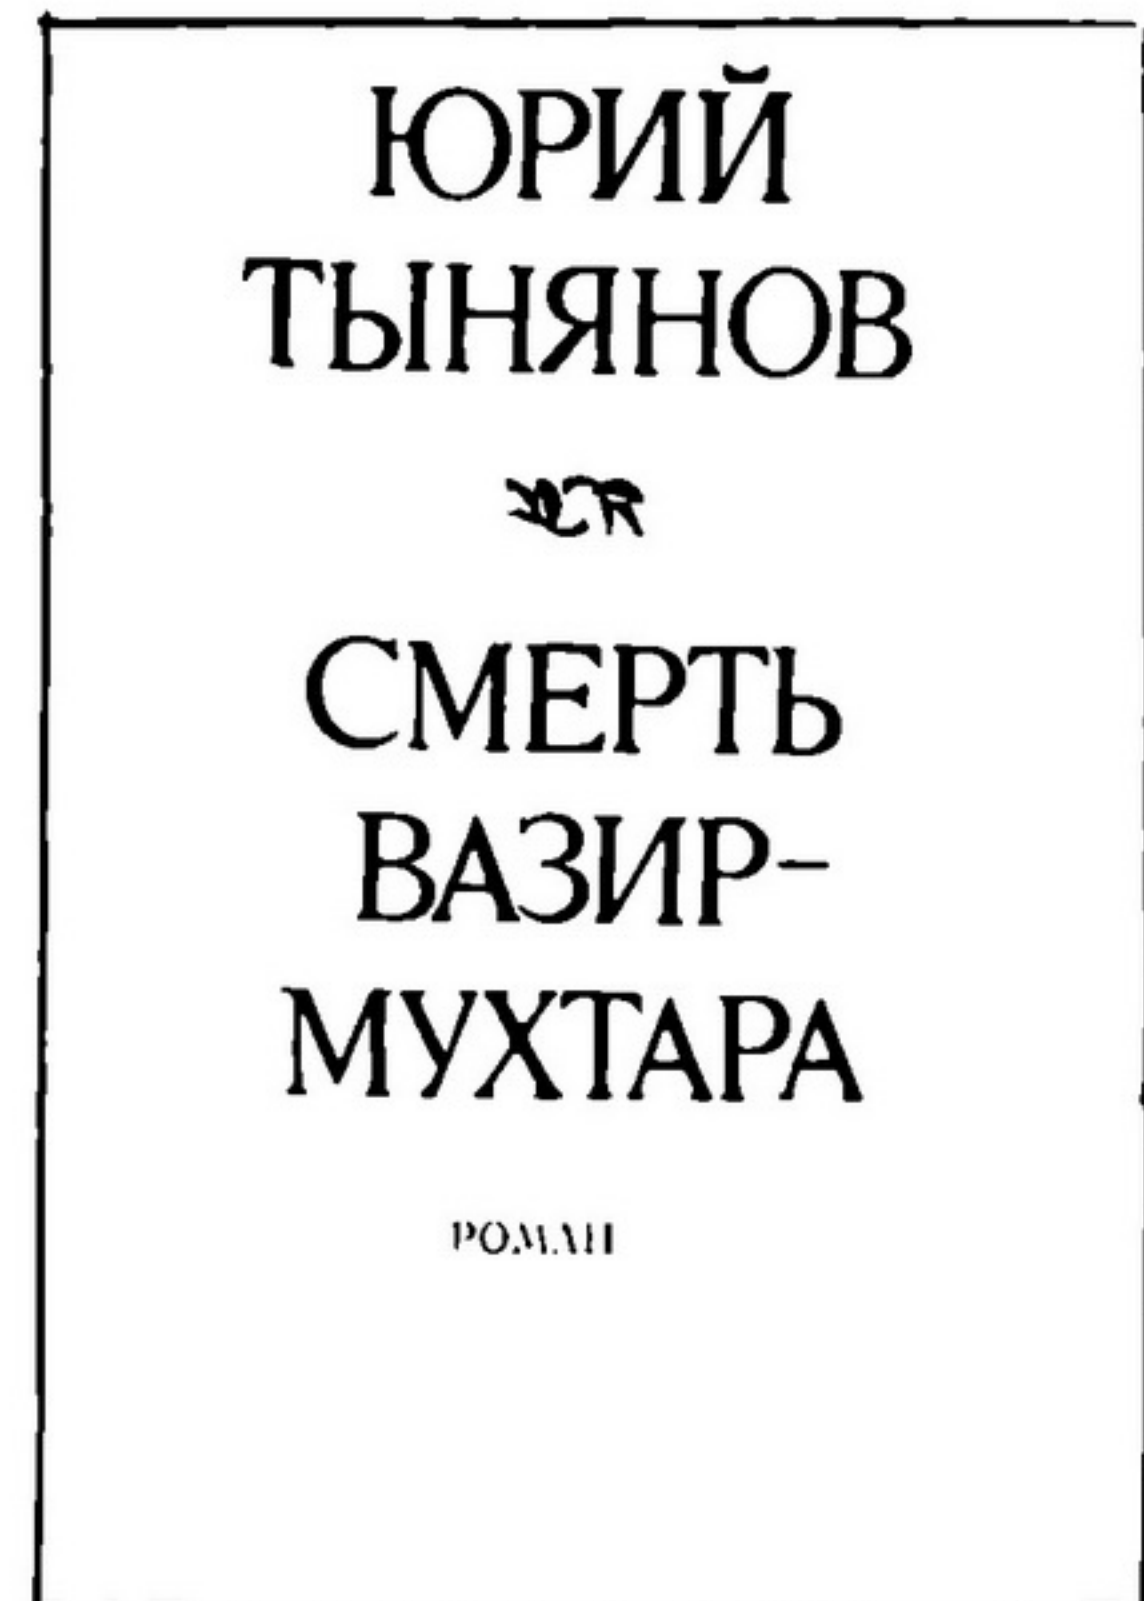 ЮРИЙ
ТЫНЯНОВ
СМЕРТЬ
ВАЗИР-
МУХТАРА
РОМАН